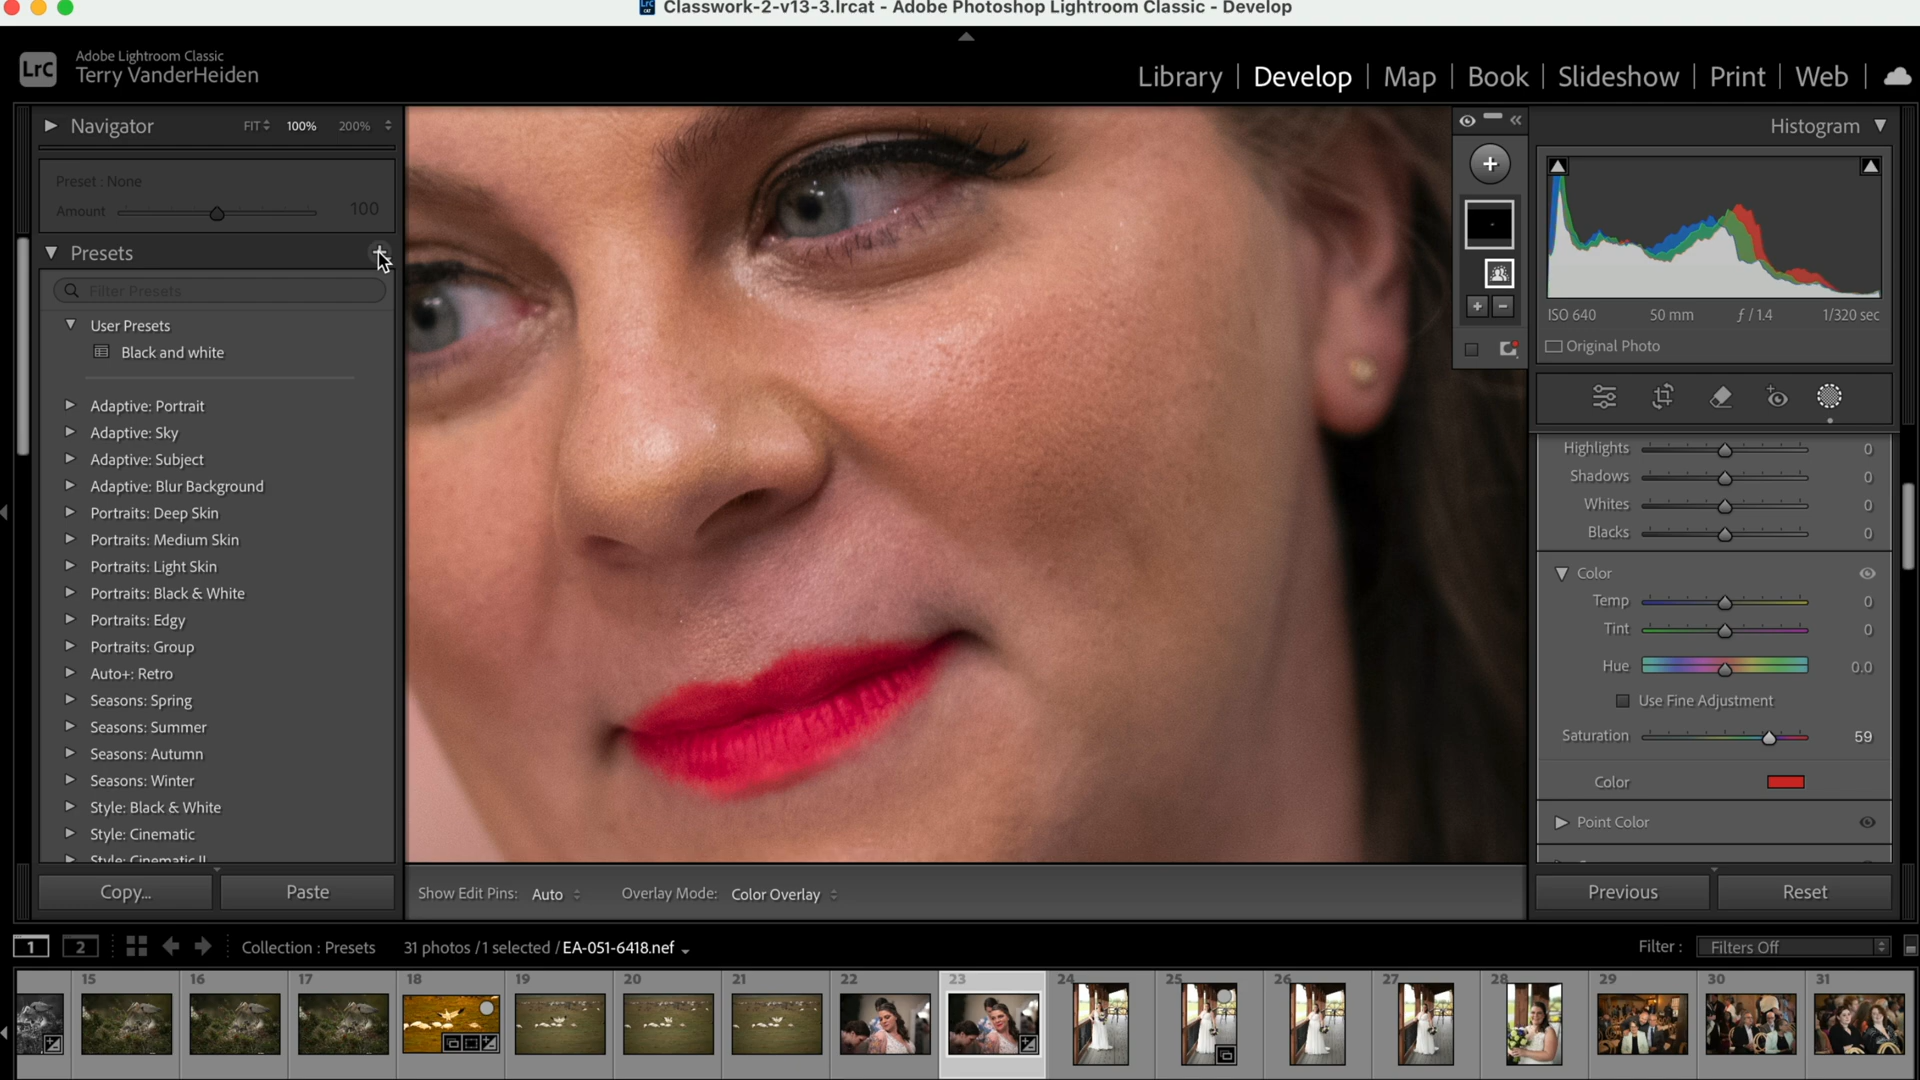 Classwork-2-v13-3.lrcat - Adobe Photoshop Lightroom Classic - Develop
LrC
Adobe Lightroom Classic
Terry VanderHeiden
Library | Develop | Map | Book | Slideshow | Print | Web
Navigator
FIT 100% 200%
Preset : None
Amount 100
Presets
Filter Presets
User Presets
Black and white
Adaptive: Portrait
Adaptive: Sky
Adaptive: Subject
Adaptive: Blur Background
Portraits: Deep Skin
Portraits: Medium Skin
Portraits: Light Skin
Portraits: Black & White
Portraits: Edgy
Portraits: Group
Auto+: Retro
Seasons: Spring
Seasons: Summer
Seasons: Autumn
Seasons: Winter
Style: Black & White
Style: Cinematic
Style: Cinematic II
Copy... Paste
Show Edit Pins: Auto Overlay Mode: Color Overlay
Histogram
ISO 640 50 mm ƒ / 1.4 1/320 sec
Original Photo
Highlights 0
Shadows 0
Whites 0
Blacks 0
Color
Temp 0
Tint 0
Hue 0.0
Use Fine Adjustment
Saturation 59
Color
Point Color
Previous Reset
1 2 Collection : Presets 31 photos / 1 selected / EA-051-6418.nef Filter : Filters Off
15 16 17 18 19 20 21 22 23 24 25 26 27 28 29 30 31